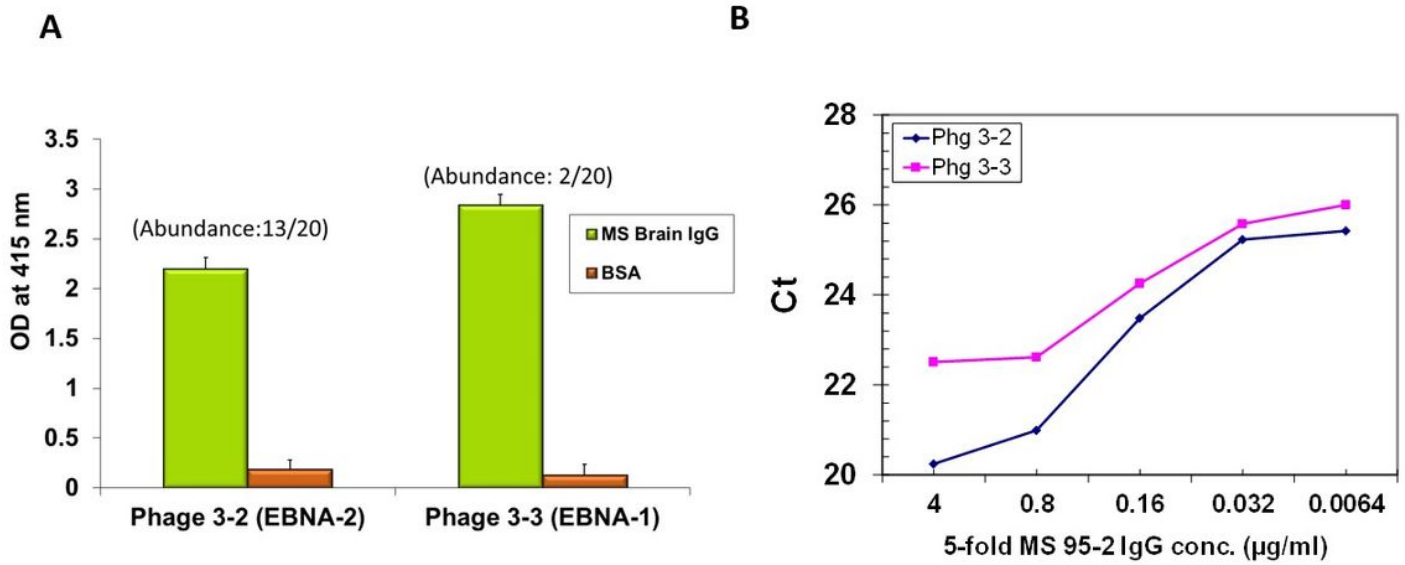 A
3.5
3
2.5
2
1.5
1
0.5
0
OD at 415 nm
(Abundance:13/20)
(Abundance: 2/20)
MS Brain IgG
BSA
Phage 3-2 (EBNA-2)
Phage 3-3 (EBNA-1)
B
28
26
24
22
20
Ct
Phg 3-2
Phg 3-3
4 0.8 0.16 0.032 0.0064
5-fold MS 95-2 IgG conc. (µg/ml)